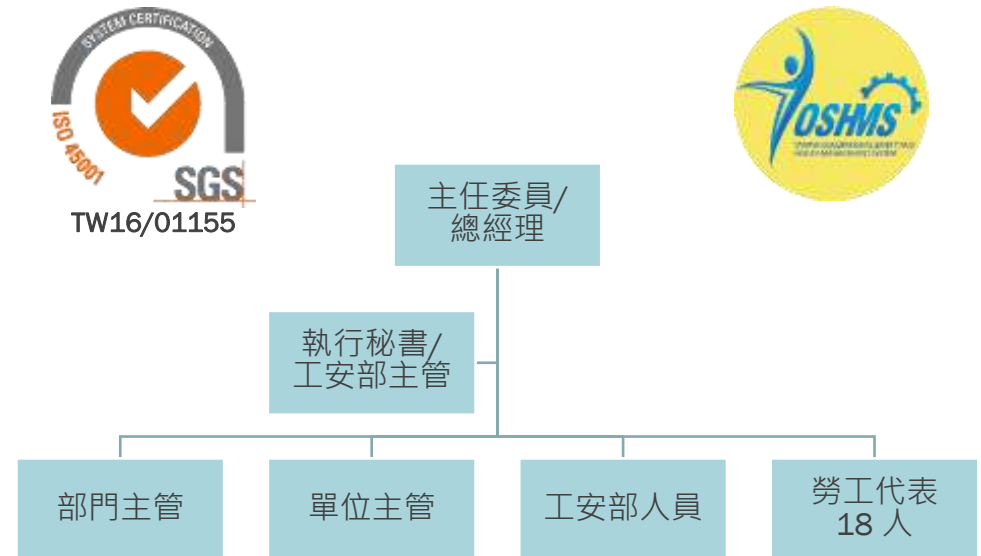 SYSTEM CERTIFICATION
ISO 45001
SGS
TW16/01155
TOSHMS
主任委員/
總經理
執行秘書/
工安部主管
部門主管
單位主管
工安部人員
勞工代表
18 人